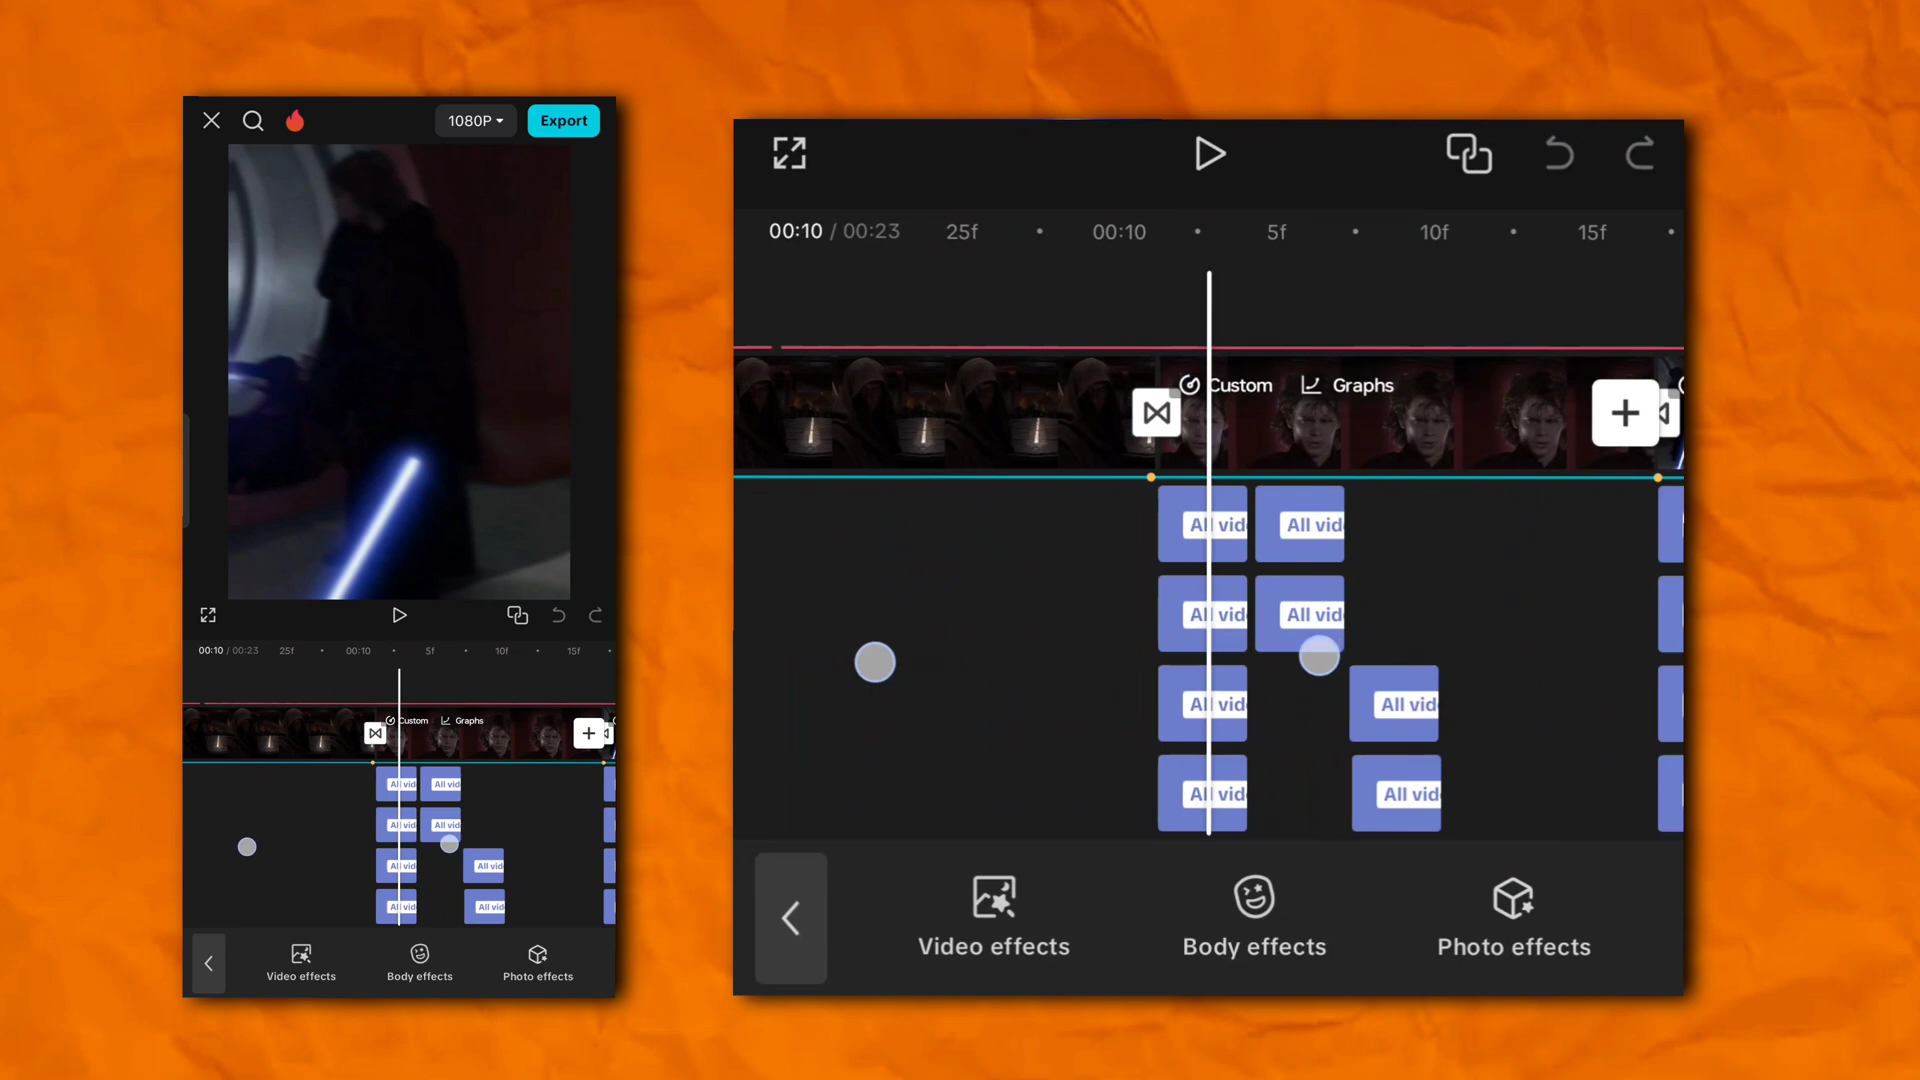 1080P
Export
00:10 / 00:23 25f 00:10 5f 10f 15f
Custom Graphs
All vid All vid
All vid All vid
All vid All vid
All vid All vid
Video effects Body effects Photo effects
00:10 / 00:23 25f 00:10 5f 10f 15f
Custom Graphs
All vid All vid
All vid All vid
All vid All vid
All vid All vid
Video effects Body effects Photo effects